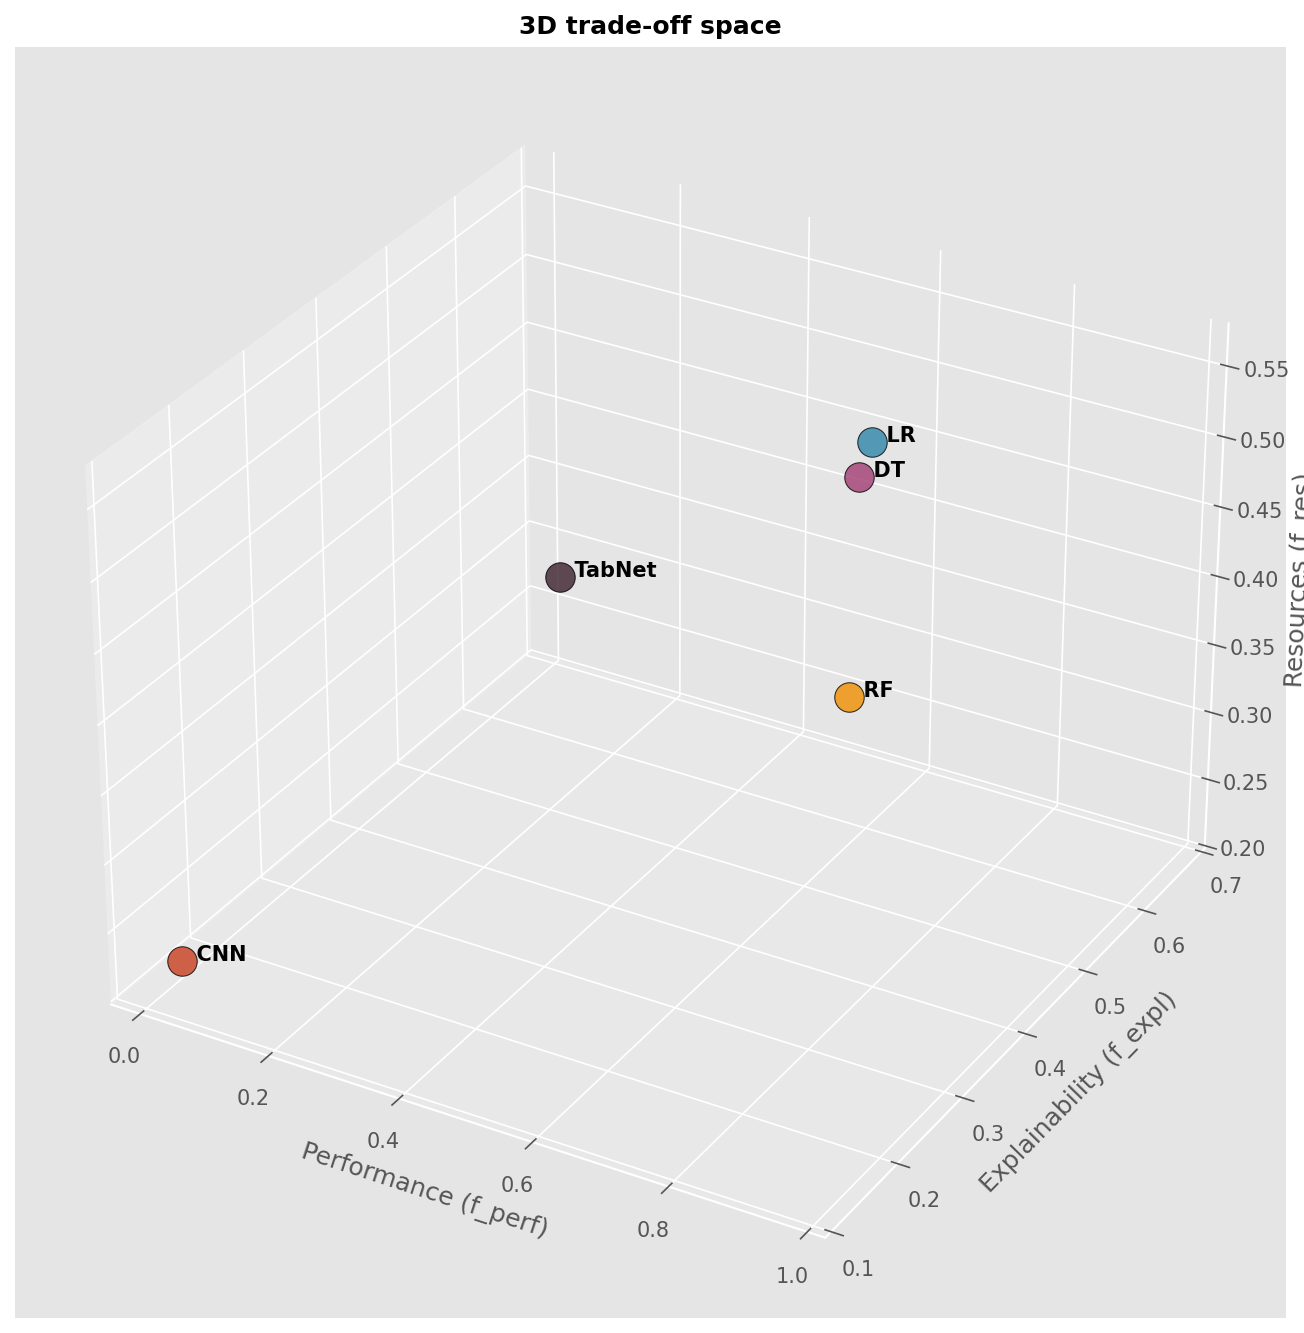 3D trade-off space
LR
DT
TabNet
RF
CNN
0.55
0.50
0.45
0.40
0.35
0.30
0.25
0.20
Resources (f_res)
0.7
0.6
0.5
0.4
0.3
0.2
0.1
Explainability (f_expl)
0.0
0.2
0.4
0.6
0.8
1.0
Performance (f_perf)